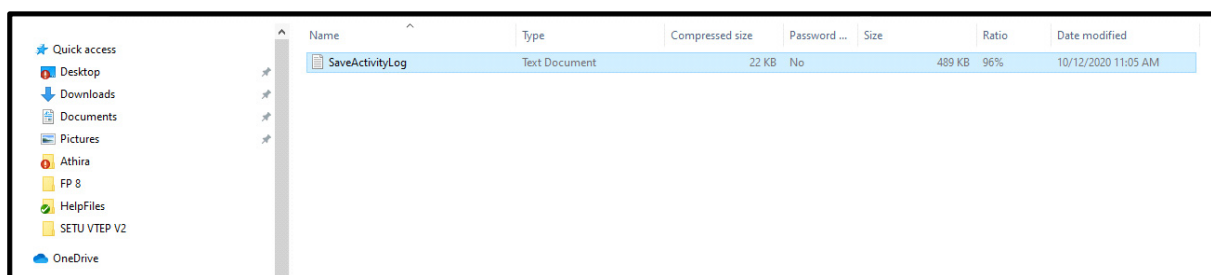 Quick access
Desktop
Downloads
Documents
Pictures
Athira
FP 8
HelpFiles
SETU VTEP V2
OneDrive
Name Type Compressed size Password ... Size Ratio Date modified
SaveActivityLog Text Document 22 KB No 489 KB 96% 10/12/2020 11:05 AM